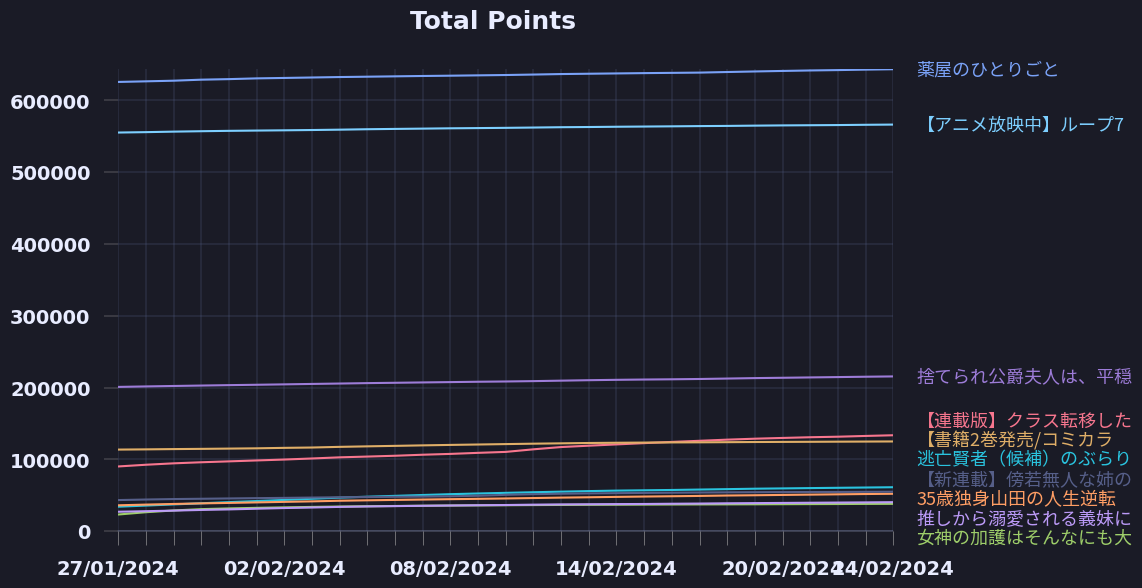 Total Points
600000
500000
400000
300000
200000
100000
0
27/01/2024
02/02/2024
08/02/2024
14/02/2024
20/02/2024
24/02/2024
薬屋のひとりごと
【アニメ放映中】ループ7
捨てられ公爵夫人は、平穏
【連載版】クラス転移した
【書籍2巻発売/コミカラ
逃亡賢者（候補）のぶらり
【新連載】傍若無人な姉の
35歳独身山田の人生逆転
推しから溺愛される義妹に
女神の加護はそんなにも大